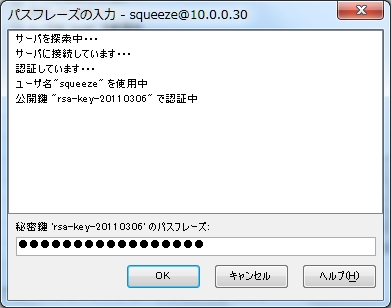 パスフレーズの入力 - squeeze@10.0.0.30
サーバを探索中・・・
サーバに接続しています・・・
認証しています・・・
ユーザ名"squeeze" を使用中
公開鍵 "rsa-key-20110306" で認証中
秘密鍵 'rsa-key-20110306' のパスフレーズ:
●●●●●●●●●●●●●●●●●
OK
キャンセル
ヘルプ(H)